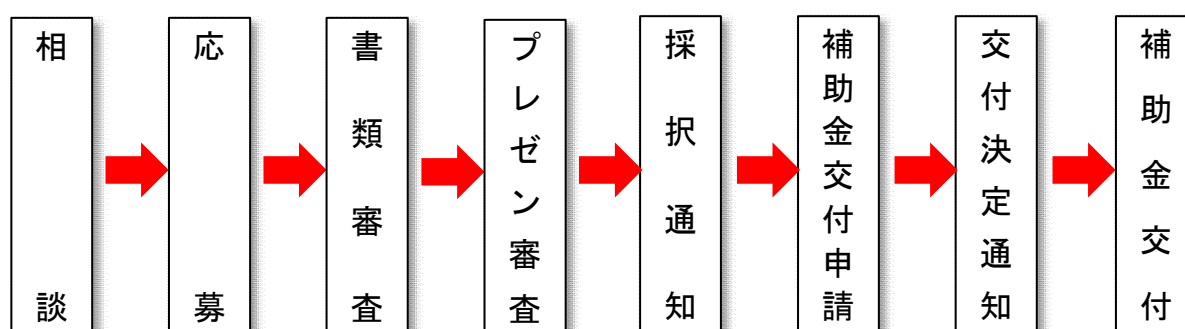 相談
応募
書類審査
プレゼン審査
採択通知
補助金交付申請
交付決定通知
補助金交付